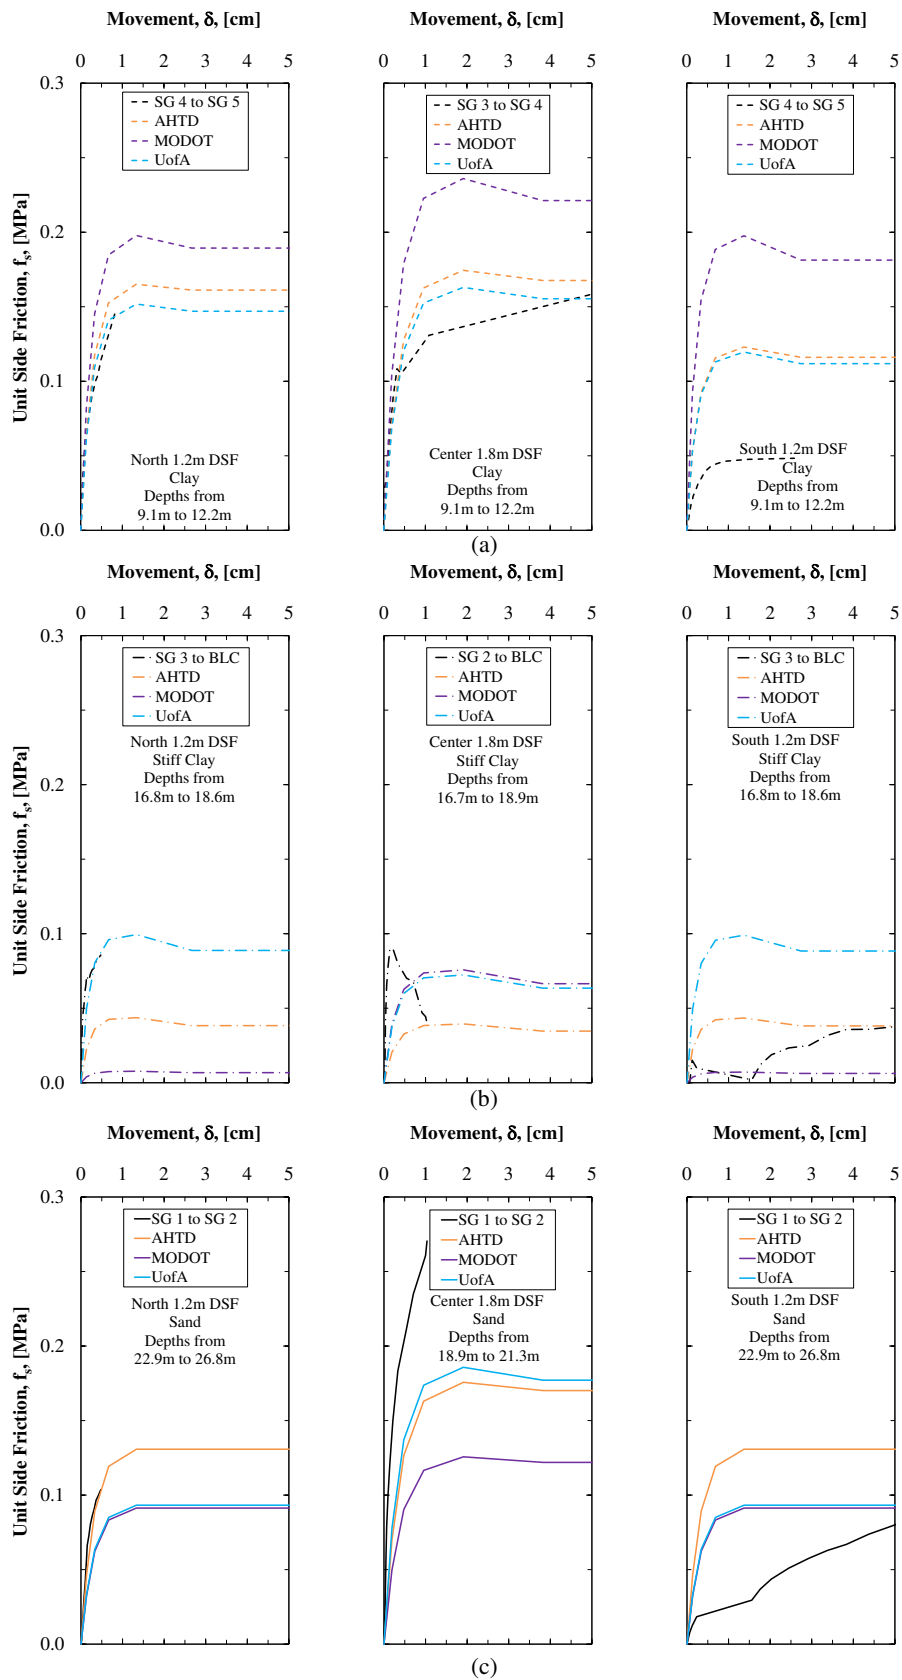 Movement, δ, [cm]
Movement, δ, [cm]
Movement, δ, [cm]
0 1 2 3 4 5
0 1 2 3 4 5
0 1 2 3 4 5
Unit Side Friction, fs, [MPa]
0.3
0.2
0.1
0.0
SG 4 to SG 5
AHTD
MODOT
UofA
North 1.2m DSF
Clay
Depths from
9.1m to 12.2m
SG 3 to SG 4
AHTD
MODOT
UofA
Center 1.8m DSF
Clay
Depths from
9.1m to 12.2m
SG 4 to SG 5
AHTD
MODOT
UofA
South 1.2m DSF
Clay
Depths from
9.1m to 12.2m
(a)
Movement, δ, [cm]
Movement, δ, [cm]
Movement, δ, [cm]
0 1 2 3 4 5
0 1 2 3 4 5
0 1 2 3 4 5
Unit Side Friction, fs, [MPa]
0.3
0.2
0.1
0.0
SG 3 to BLC
AHTD
MODOT
UofA
North 1.2m DSF
Stiff Clay
Depths from
16.8m to 18.6m
SG 2 to BLC
AHTD
MODOT
UofA
Center 1.8m DSF
Stiff Clay
Depths from
16.7m to 18.9m
SG 3 to BLC
AHTD
MODOT
UofA
South 1.2m DSF
Stiff Clay
Depths from
16.8m to 18.6m
(b)
Movement, δ, [cm]
Movement, δ, [cm]
Movement, δ, [cm]
0 1 2 3 4 5
0 1 2 3 4 5
0 1 2 3 4 5
Unit Side Friction, fs, [MPa]
0.3
0.2
0.1
0.0
SG 1 to SG 2
AHTD
MODOT
UofA
North 1.2m DSF
Sand
Depths from
22.9m to 26.8m
SG 1 to SG 2
AHTD
MODOT
UofA
Center 1.8m DSF
Sand
Depths from
18.9m to 21.3m
SG 1 to SG 2
AHTD
MODOT
UofA
South 1.2m DSF
Sand
Depths from
22.9m to 26.8m
(c)